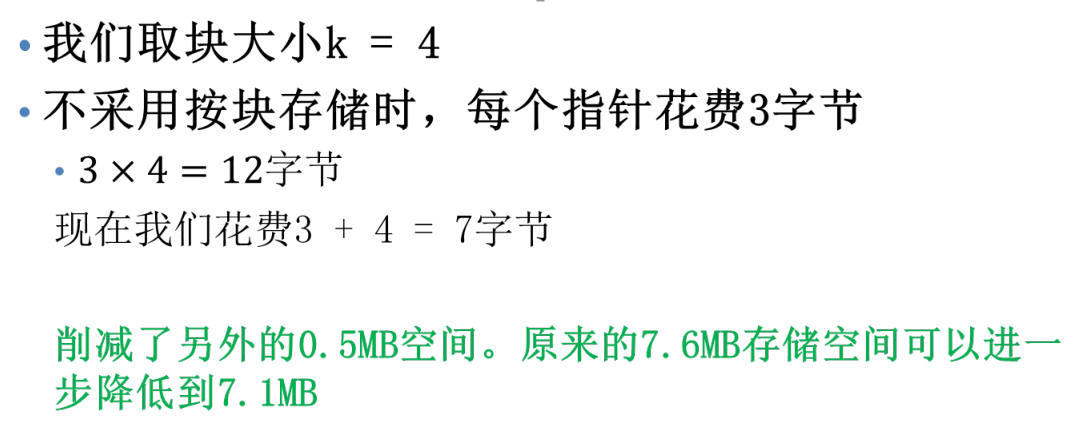 • 我们取块大小k = 4
• 不采用按块存储时，每个指针花费3字节
• 3 × 4 = 12字节
现在我们花费3 + 4 = 7字节
削减了另外的0.5MB空间。原来的7.6MB存储空间可以进一
步降低到7.1MB